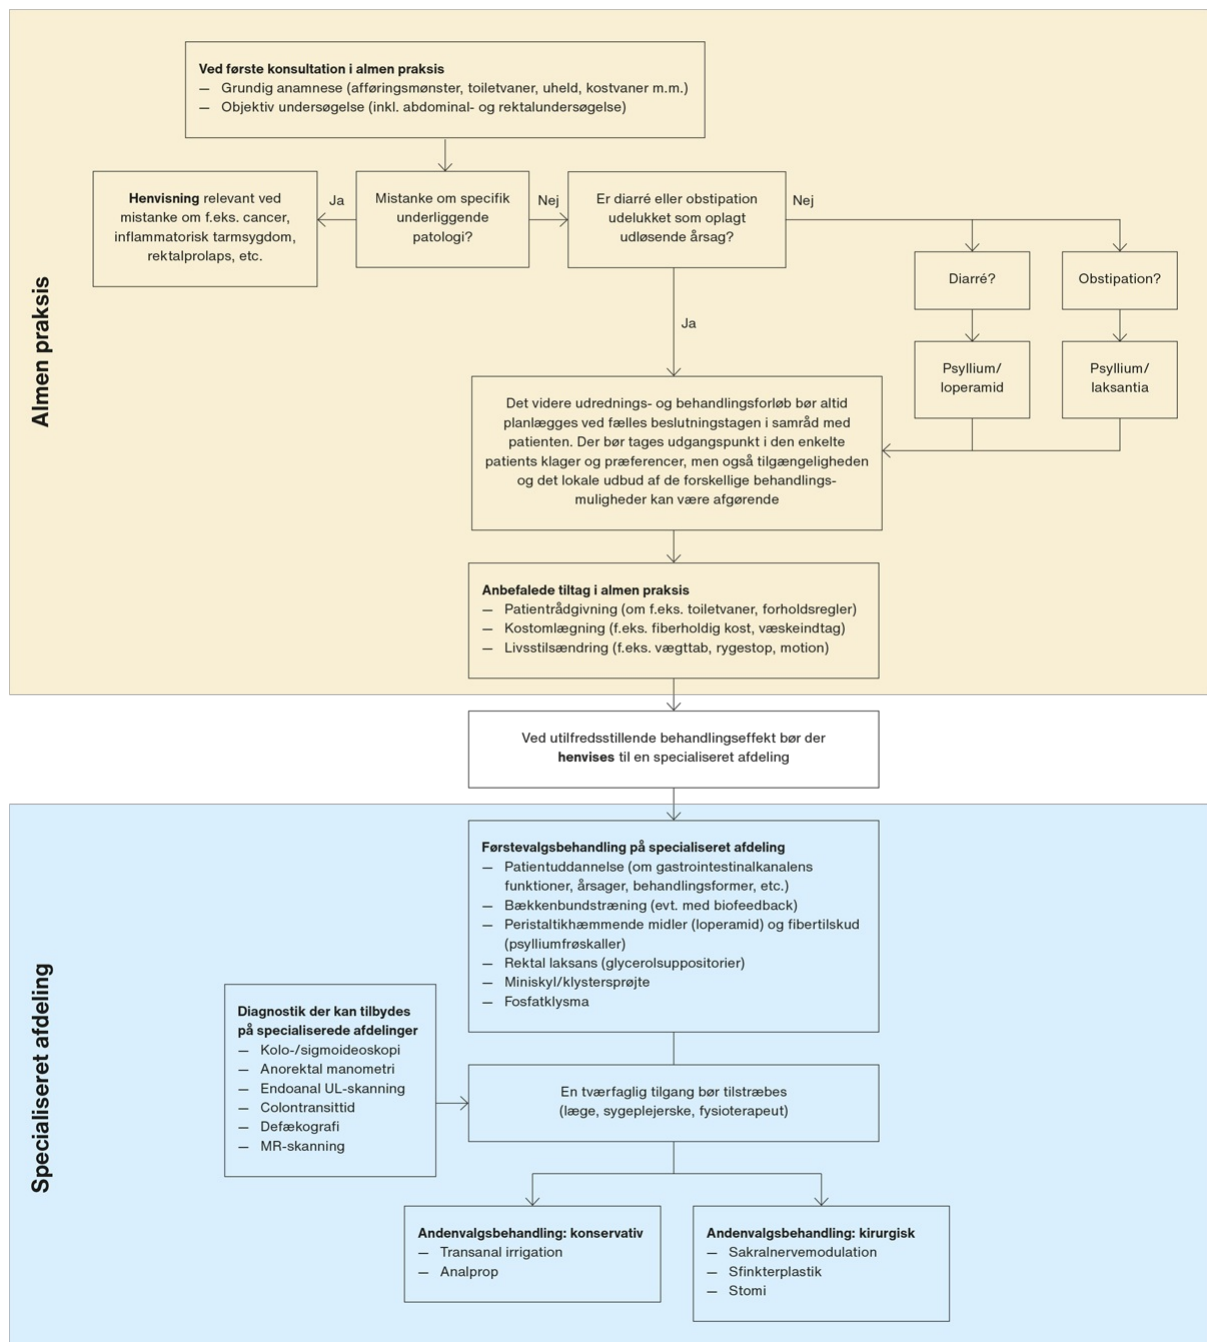 Almen praksis
Ved første konsultation i almen praksis
— Grundig anamnese (afføringsmønster, toiletvaner, uheld, kostvaner m.m.)
— Objektiv undersøgelse (inkl. abdominal- og rektalundersøgelse)
Henvisning relevant ved
mistanke om f.eks. cancer,
inflammatorisk tarmsygdom,
rektalprolaps, etc.
Ja
Mistanke om specifik
underliggende
patologi?
Nej
Er diarré eller obstipation
udelukket som oplagt
udløsende årsag?
Nej
Diarré?
Obstipation?
Psyllium/
loperamid
Psyllium/
laksantia
Ja
Det videre udrednings- og behandlingsforløb bør altid
planlægges ved fælles beslutningstagen i samråd med
patienten. Der bør tages udgangspunkt i den enkelte
patients klager og præferencer, men også tilgængeligheden
og det lokale udbud af de forskellige behandlings-
muligheder kan være afgørende
Anbefalede tiltag i almen praksis
— Patientrådgivning (om f.eks. toiletvaner, forholdsregler)
— Kostomlægning (f.eks. fiberholdig kost, væskeindtag)
— Livsstilsændring (f.eks. vægttab, rygestop, motion)
Ved utilfredsstillende behandlingseffekt bør der
henvises til en specialiseret afdeling
Specialiseret afdeling
Førstevalgsbehandling på specialiseret afdeling
— Patientuddannelse (om gastrointestinalkanalens
funktioner, årsager, behandlingsformer, etc.)
— Bækkenbundstræning (evt. med biofeedback)
— Peristaltikhæmmende midler (loperamid) og fibertilskud
(psylliumfrøskaller)
— Rektal laksans (glycerolsuppositorier)
— Miniskyl/klystersprøjte
— Fosfatklysma
Diagnostik der kan tilbydes
på specialiserede afdelinger
— Kolo-/sigmoideoskopi
— Anorektal manometri
— Endoanal UL-skanning
— Colontransittid
— Defækografi
— MR-skanning
En tværfaglig tilgang bør tilstræbes
(læge, sygeplejerske, fysioterapeut)
Andenvalgsbehandling: konservativ
— Transanal irrigation
— Analprop
Andenvalgsbehandling: kirurgisk
— Sakralnervemodulation
— Sfinkterplastik
— Stomi